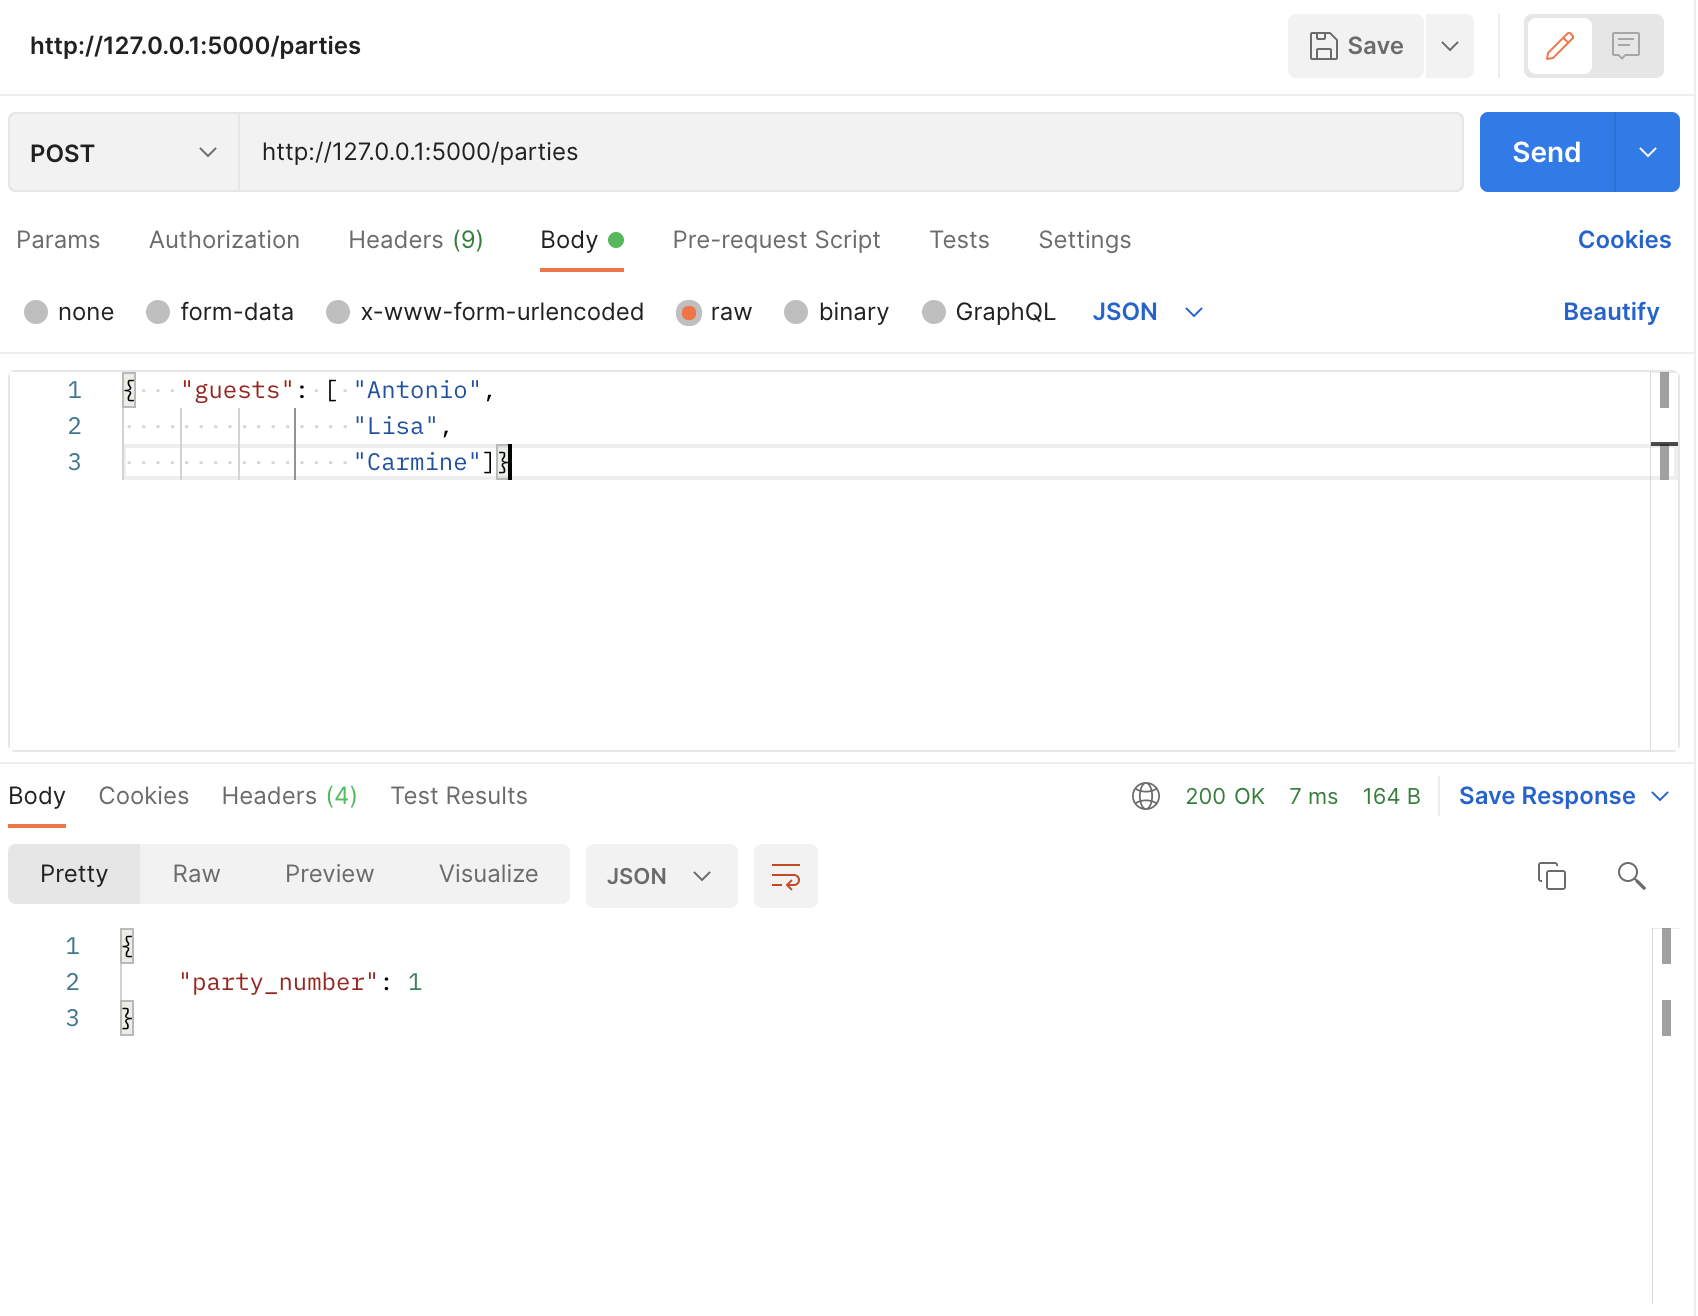 http://127.0.0.1:5000/parties
Save
POST
http://127.0.0.1:5000/parties
Send
Params Authorization Headers (9) Body Pre-request Script Tests Settings Cookies
none form-data x-www-form-urlencoded raw binary GraphQL JSON Beautify
1 {    "guests": [ "Antonio",
2                 "Lisa",
3                 "Carmine"]}
Body Cookies Headers (4) Test Results 200 OK 7 ms 164 B Save Response
Pretty Raw Preview Visualize JSON
1 {
2     "party_number": 1
3 }